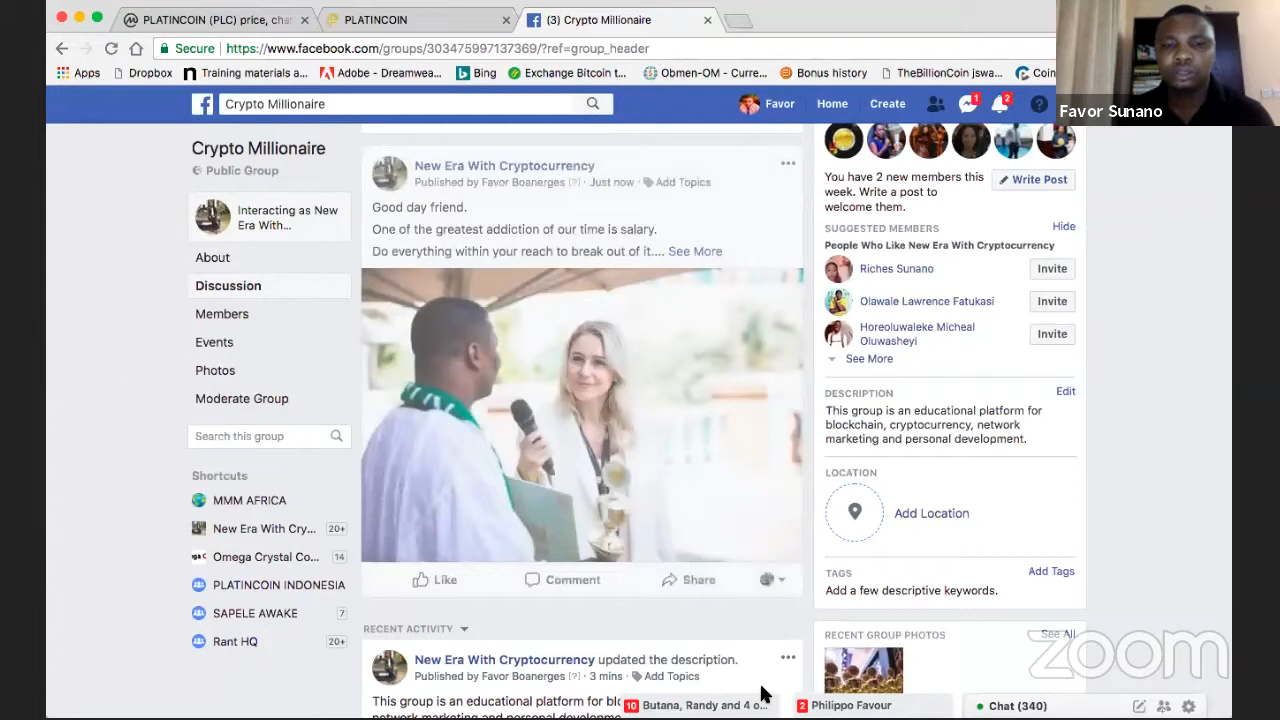 PLATINCOIN (PLC) price, char
PLATINCOIN
(3) Crypto Millionaire
Secure
https://www.facebook.com/groups/303475997137369/?ref=group_header
Apps
Dropbox
Training materials a...
Adobe - Dreamwea...
Bing
Exchange Bitcoin t...
Obmen-OM - Curre...
Bonus history
TheBillionCoin jswa...
Coin
Favor Sunano
Crypto Millionaire
Favor
Home
Create
1
2
Crypto Millionaire
Public Group
Interacting as New
Era With...
About
Discussion
Members
Events
Photos
Moderate Group
Search this group
Shortcuts
MMM AFRICA
New Era With Cry... 20+
Omega Crystal Co... 14
PLATINCOIN INDONESIA
SAPELE AWAKE 7
Rant HQ 20+
New Era With Cryptocurrency
Published by Favor Boanerges [?] · Just now · Add Topics
Good day friend.
One of the greatest addiction of our time is salary.
Do everything within your reach to break out of it.... See More
Like
Comment
Share
RECENT ACTIVITY
New Era With Cryptocurrency updated the description.
Published by Favor Boanerges [?] · 3 mins · Add Topics
This group is an educational platform for blo
network marketing and personal development.
You have 2 new members this
week. Write a post to
welcome them.
Write Post
SUGGESTED MEMBERS
Hide
People Who Like New Era With Cryptocurrency
Riches Sunano
Invite
Olawale Lawrence Fatukasi
Invite
Horeoluwaleke Micheal
Oluwasheyi
Invite
See More
DESCRIPTION
Edit
This group is an educational platform for
blockchain, cryptocurrency, network
marketing and personal development.
LOCATION
Add Location
TAGS
Add Tags
Add a few descriptive keywords.
RECENT GROUP PHOTOS
See All
zoom
10 Butana, Randy and 4 o...
2 Philippo Favour
Chat (340)